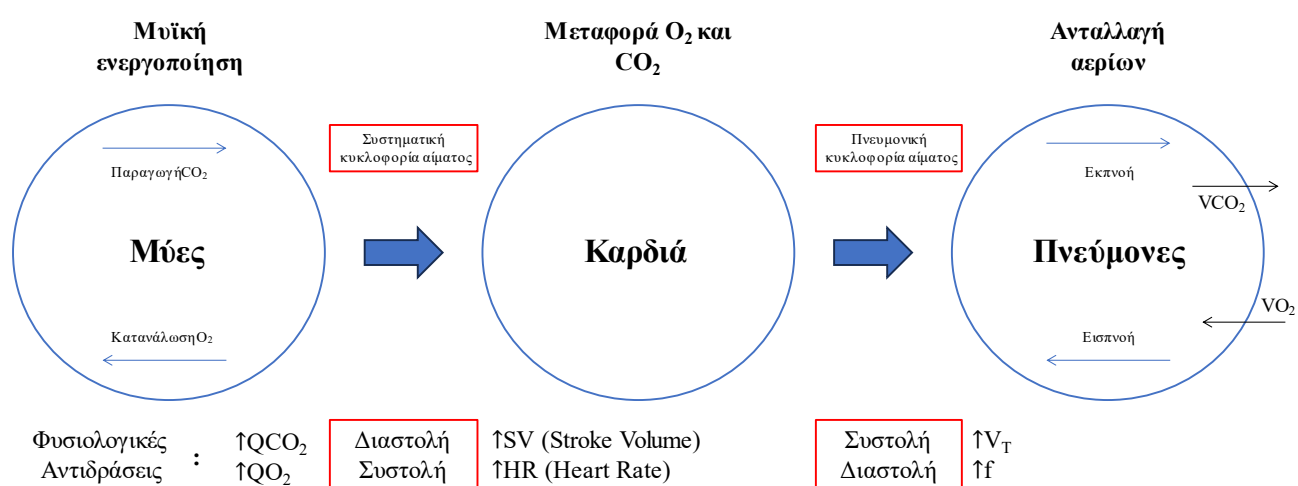 Μυϊκή
ενεργοποίηση
Μεταφορά O₂ και
CO₂
Ανταλλαγή
αερίων
Συστηματική
κυκλοφορία αίματος
Πνευμονική
κυκλοφορία αίματος
ΠαραγωγήCO₂
Εκπνοή
VCO₂
Μύες
Καρδιά
Πνεύμονες
VO₂
ΚατανάλωσηO₂
Εισπνοή
Φυσιολογικές
Αντιδράσεις
:
↑QCO₂
↑QO₂
Διαστολή
Συστολή
↑SV (Stroke Volume)
↑HR (Heart Rate)
Συστολή
Διαστολή
↑V_T
↑f